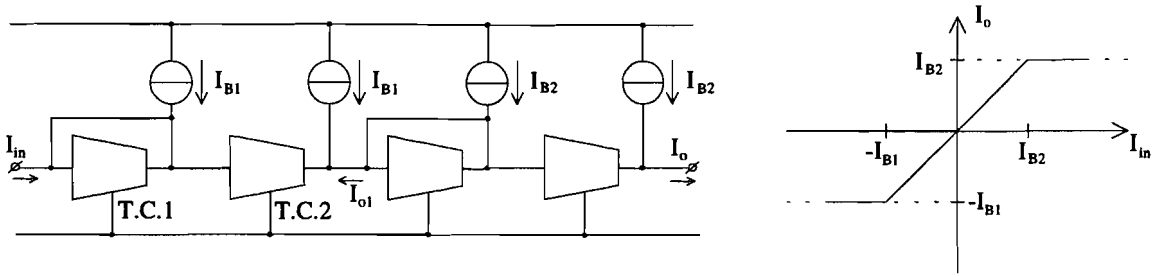 I_B1
I_B1
I_B2
I_B2
I_in
I_o1
I_o
T.C.1
T.C.2
I_o
I_B2
-I_B1
I_B2
I_in
-I_B1